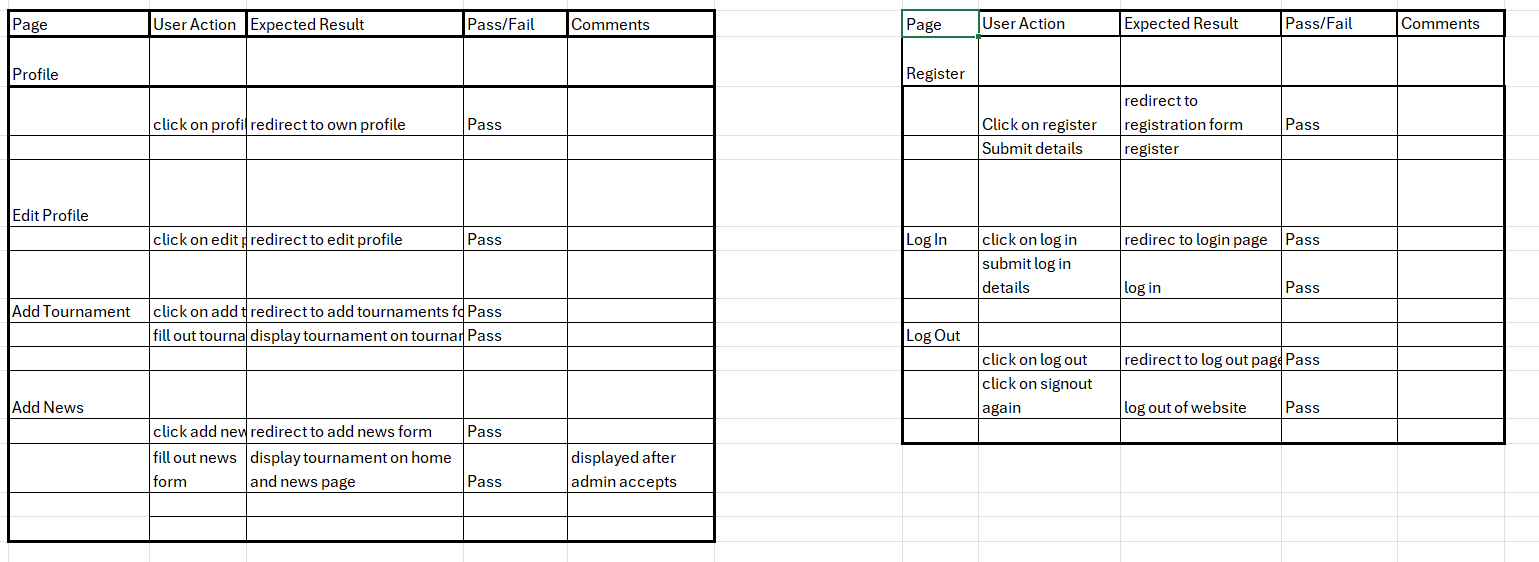 Page User Action Expected Result Pass/Fail Comments
Profile
click on profil redirect to own profile Pass
Edit Profile
click on edit p redirect to edit profile Pass
Add Tournament click on add t redirect to add tournaments fo Pass
fill out tourna display tournament on tournar Pass
Add News
click add new redirect to add news form Pass
fill out news display tournament on home displayed after
form and news page Pass admin accepts
Page User Action Expected Result Pass/Fail Comments
Register
redirect to
Click on register registration form Pass
Submit details register
Log In click on log in redirec to login page Pass
submit log in
details log in Pass
Log Out
click on log out redirect to log out page Pass
click on signout
again log out of website Pass